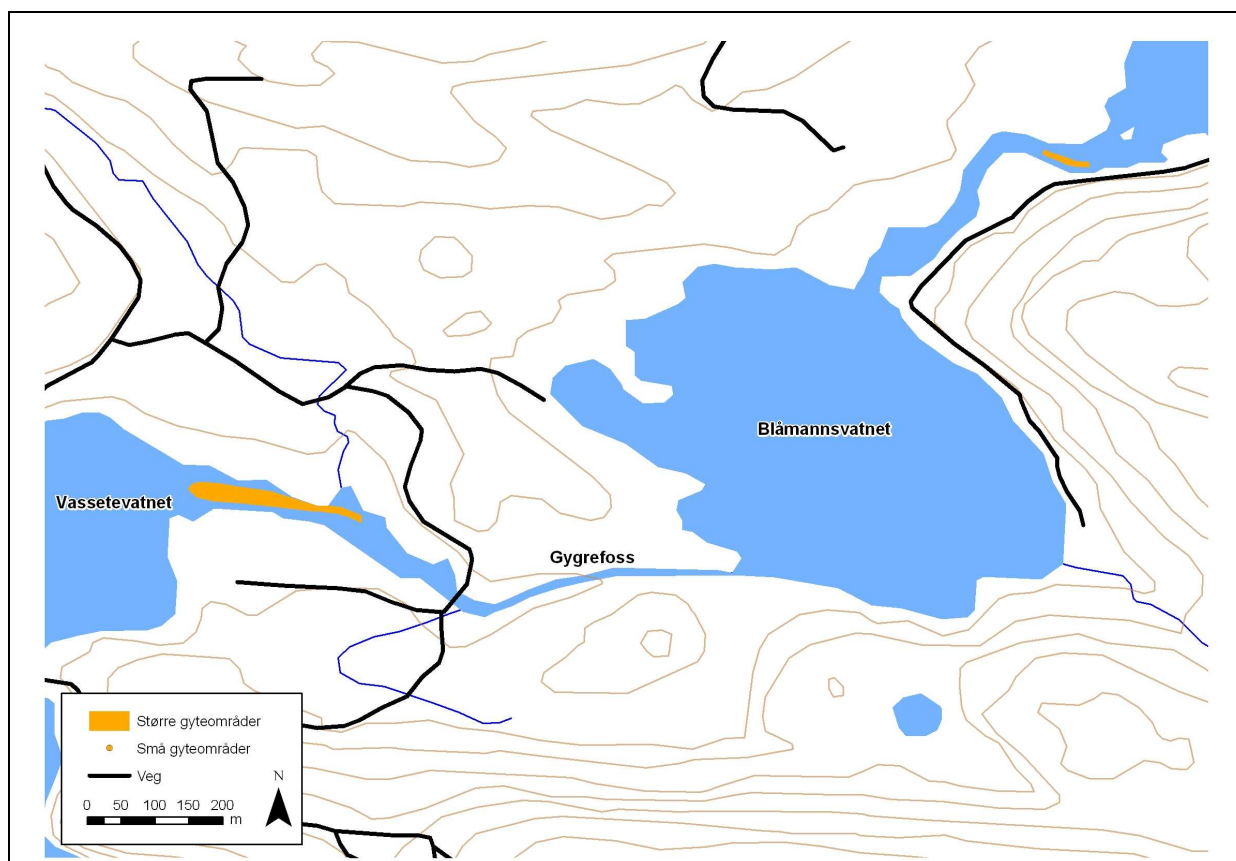 Blåmannsvatnet
Vassetevatnet
Gygrefoss
Større gyteområder
Små gyteområder
Veg
N
0 50 100 150 200
m